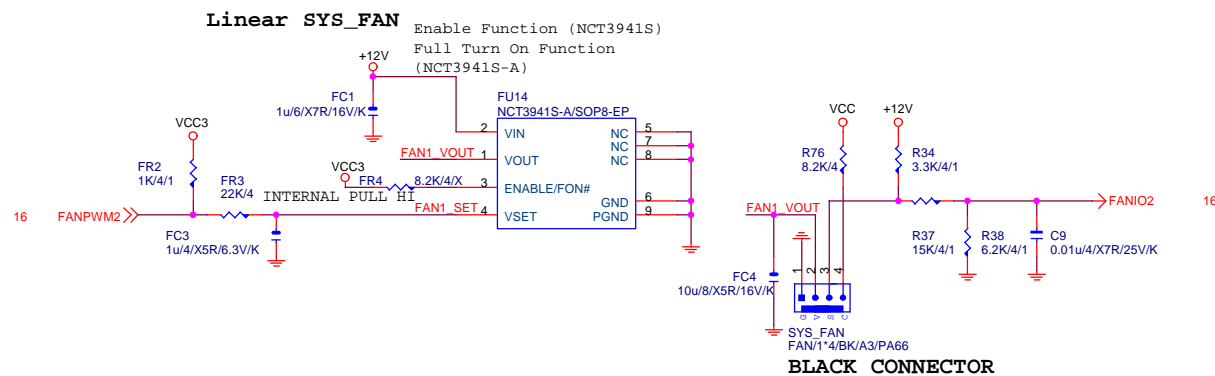 Linear SYS_FAN
Enable Function (NCT3941S)
Full Turn On Function
(NCT3941S-A)
+12V
FC1
1u/6/X7R/16V/K
FU14
NCT3941S-A/SOP8-EP
2
VIN
1
VOUT
3
ENABLE/FON#
4
VSET
NC
5
NC
7
NC
8
GND
6
PGND
9
FAN1_VOUT
VCC3
FR4
8.2K/4/X
INTERNAL PULL HI
FAN1_SET
VCC3
FR2
1K/4/1
FR3
22K/4
16
FANPWM2
FC3
1u/4/X5R/6.3V/K
VCC
+12V
R76
8.2K/4
R34
3.3K/4/1
FAN1_VOUT
FANIO2
16
R37
15K/4/1
R38
6.2K/4/1
C9
0.01u/4/X7R/25V/K
FC4
10u/8/X5R/16V/K
1
2
3
4
G
V
S
C
SYS_FAN
FAN/1*4/BK/A3/PA66
BLACK CONNECTOR